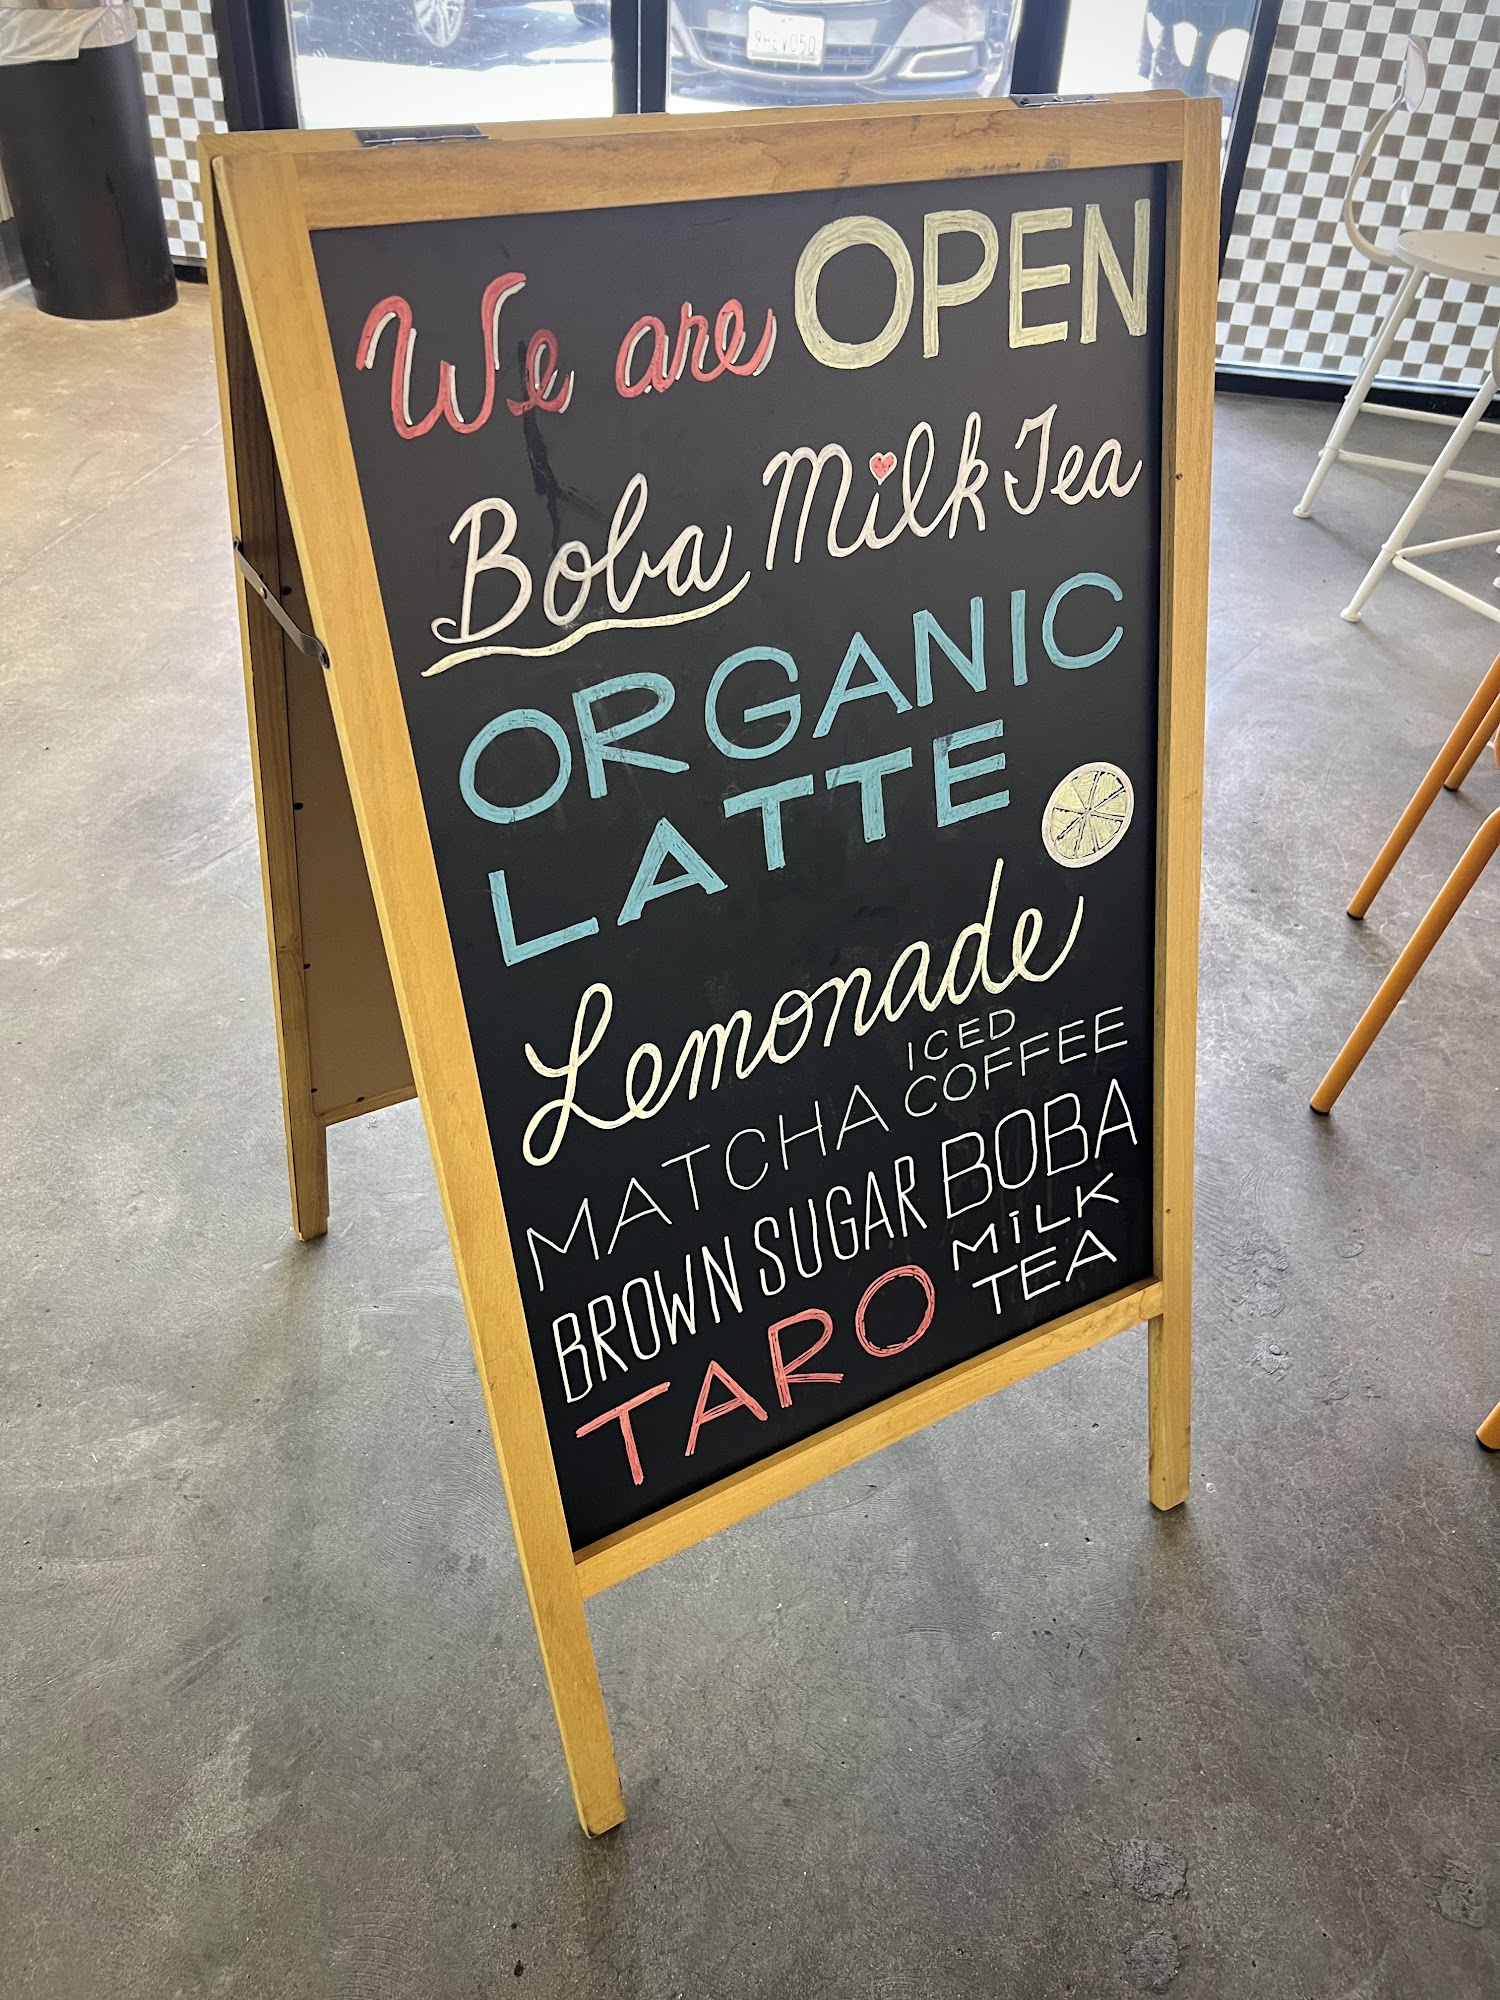 We are OPEN
Boba Milk Tea
ORGANIC
LATTE
Lemonade
MATCHA ICED COFFEE
BROWN SUGAR BOBA
TARO MILK TEA